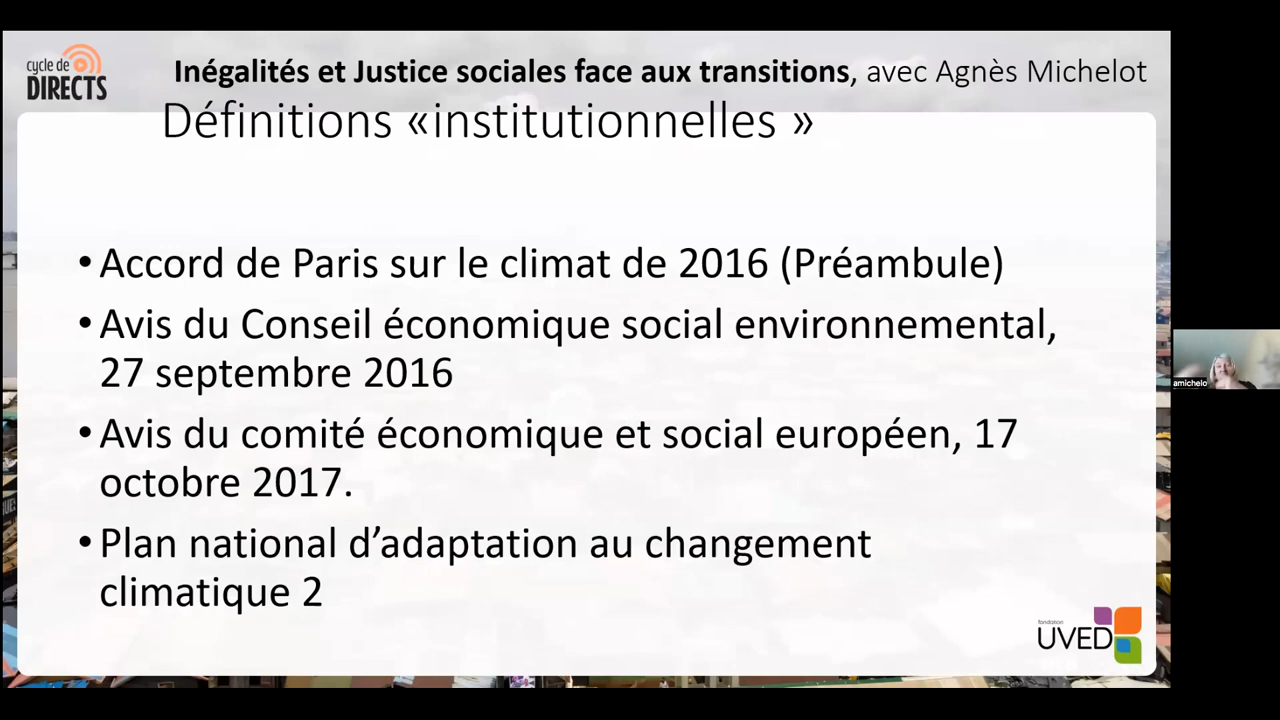 cycle de
DIRECTS
Inégalités et Justice sociales face aux transitions, avec Agnès Michelot
Définitions «institutionnelles »
•Accord de Paris sur le climat de 2016 (Préambule)
•Avis du Conseil économique social environnemental,
27 septembre 2016
•Avis du comité économique et social européen, 17
octobre 2017.
•Plan national d’adaptation au changement
climatique 2
amichelo
fondation
UVED